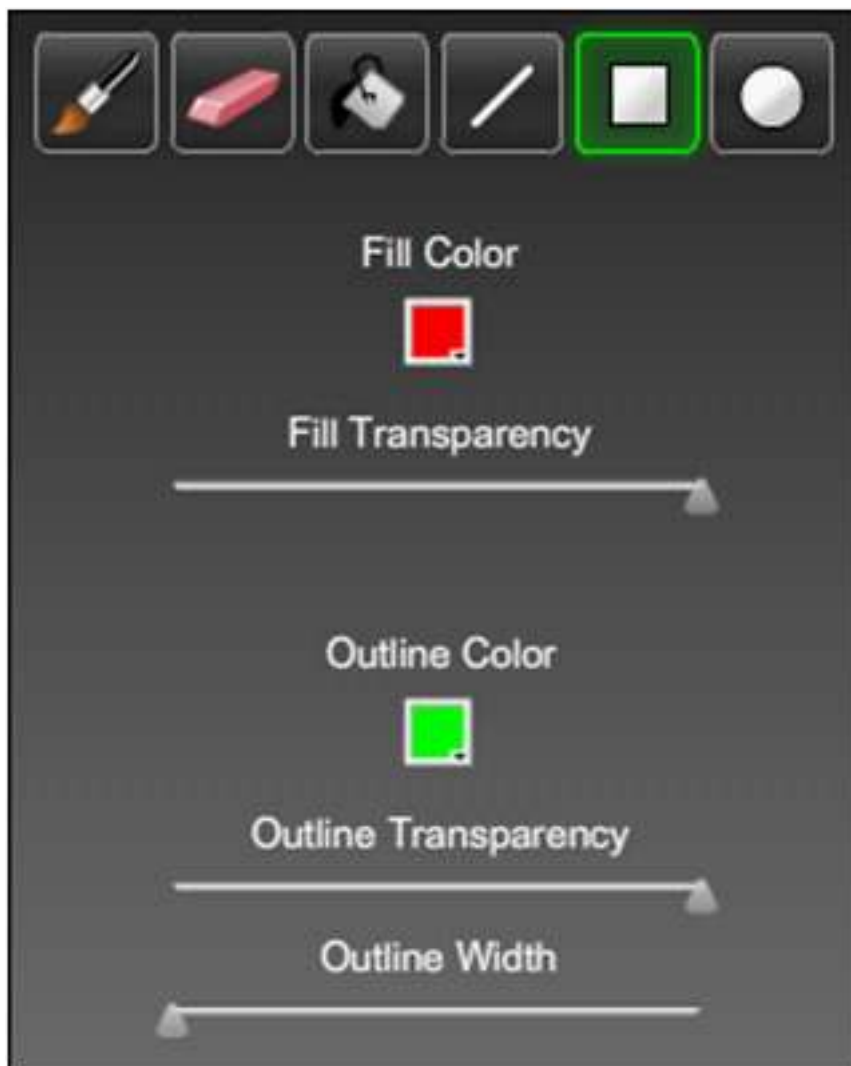 Fill Color
Fill Transparency
Outline Color
Outline Transparency
Outline Width